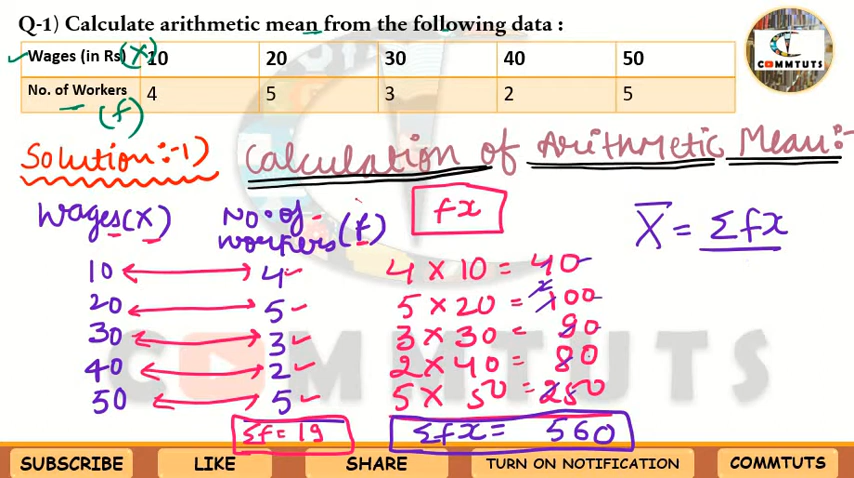 Q-1) Calculate arithmetic mean from the following data :
COMMTUTS
Wages (in Rs) (X) 10 20 30 40 50
No. of Workers (f) 4 5 3 2 5
Solution:-1) Calculation of Arithmetic Mean:-
Wages(X) No. of workers (f) fx
X̄ = Σfx
10 4 4 × 10 = 40
2
20 5 5 × 20 = 100
30 3 3 × 30 = 90
40 2 2 × 40 = 80
50 5 5 × 50 = 250
Σf = 19 Σfx = 560
COMMTUTS
SUBSCRIBE LIKE SHARE TURN ON NOTIFICATION COMMTUTS